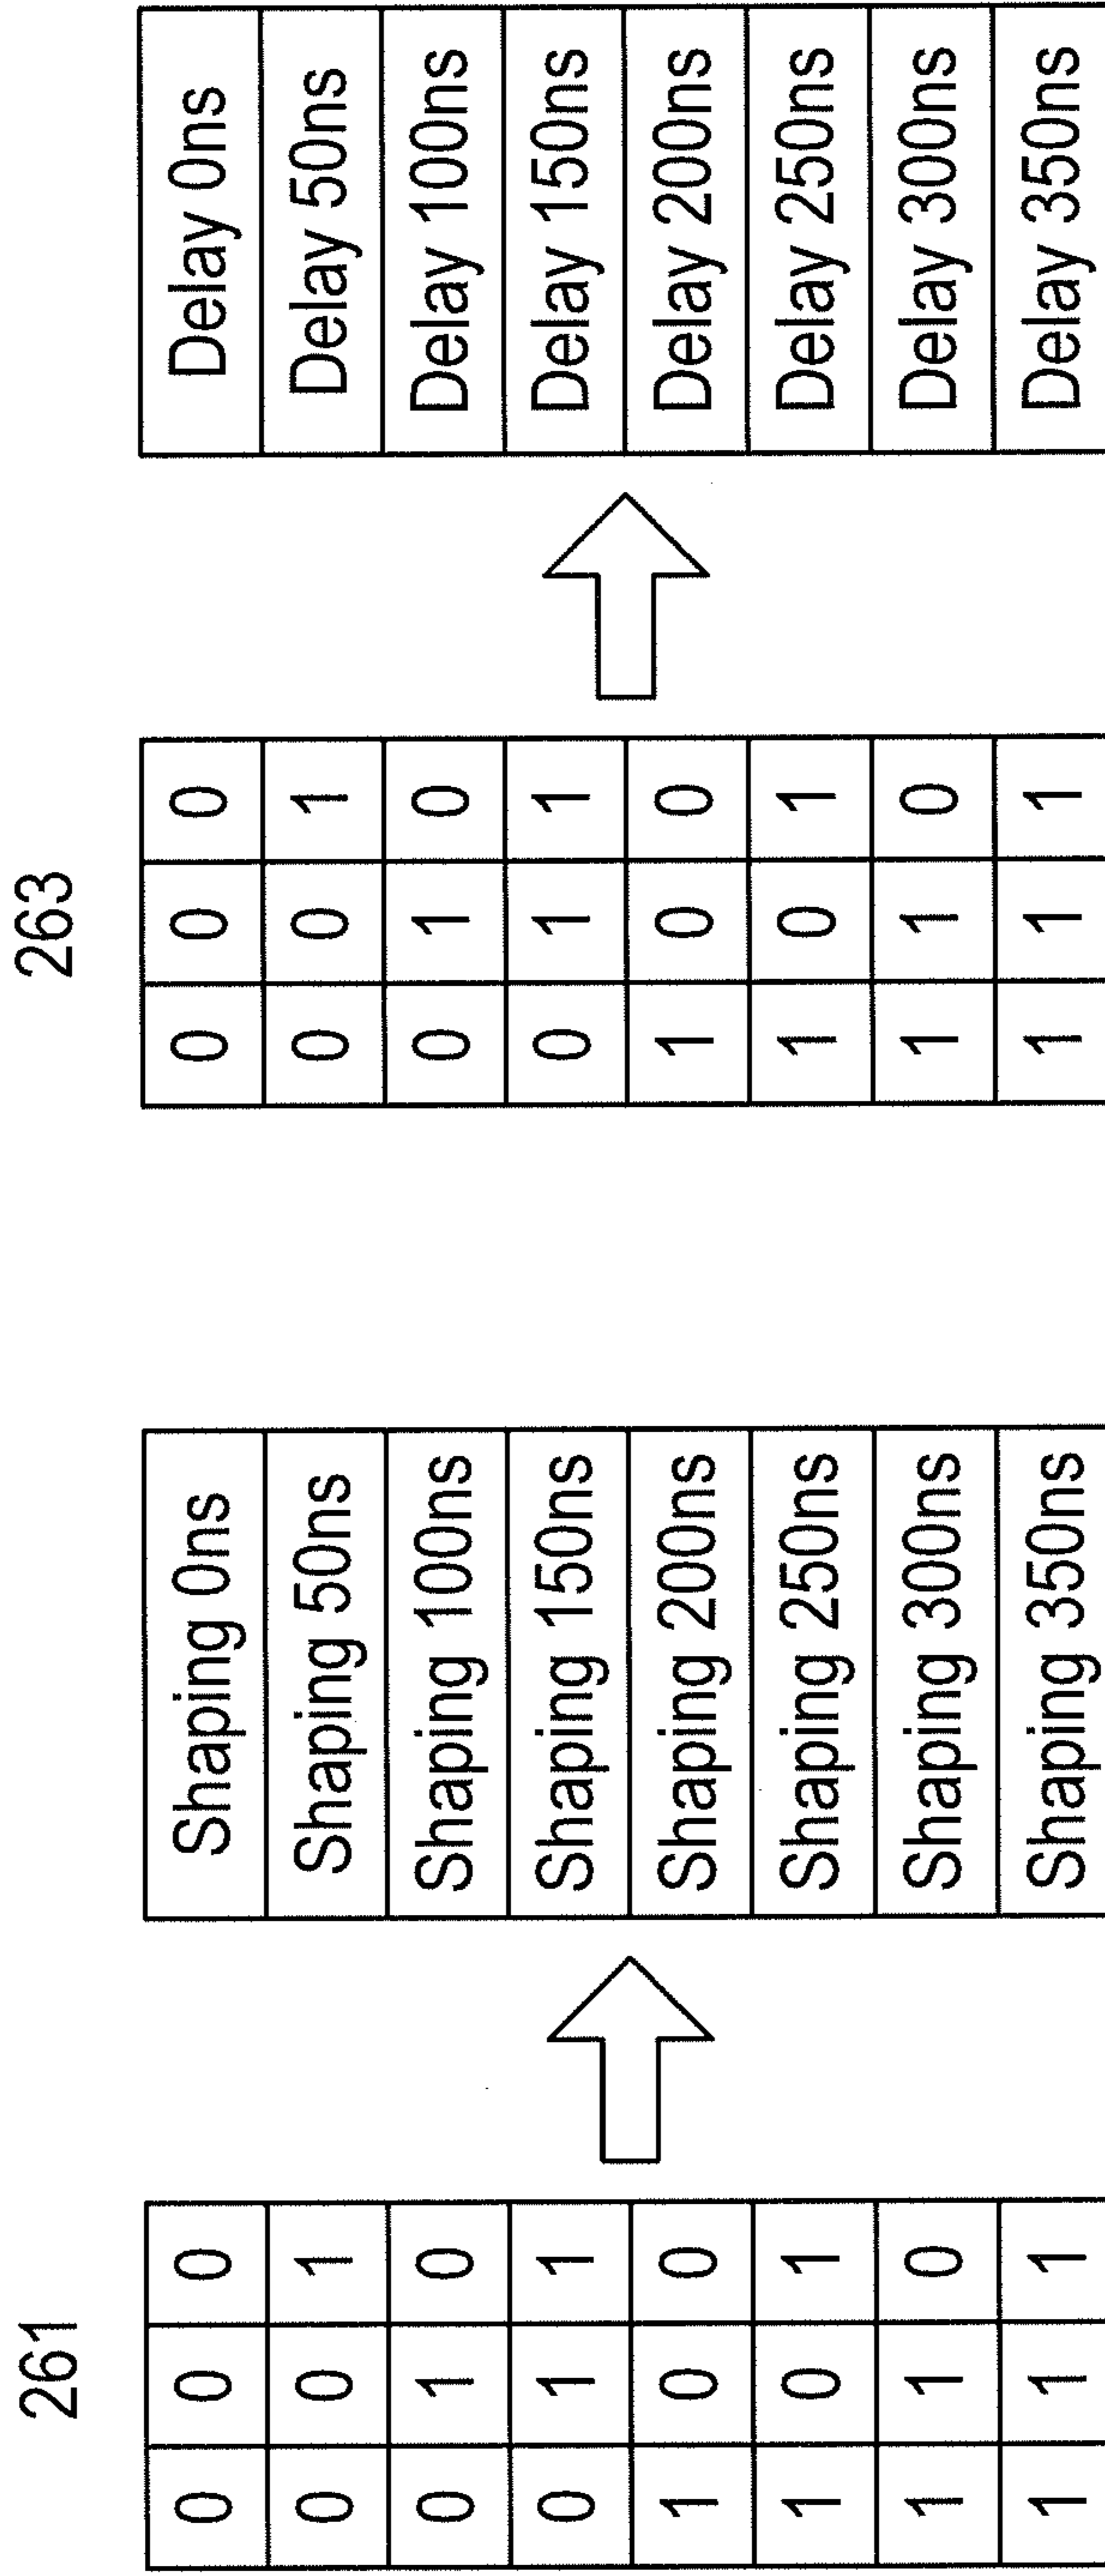 261
0 0 0
0 0 1
0 1 0
0 1 1
1 0 0
1 0 1
1 1 0
1 1 1
Shaping 0ns
Shaping 50ns
Shaping 100ns
Shaping 150ns
Shaping 200ns
Shaping 250ns
Shaping 300ns
Shaping 350ns
263
0 0 0
0 0 1
0 1 0
0 1 1
1 0 0
1 0 1
1 1 0
1 1 1
Delay 0ns
Delay 50ns
Delay 100ns
Delay 150ns
Delay 200ns
Delay 250ns
Delay 300ns
Delay 350ns